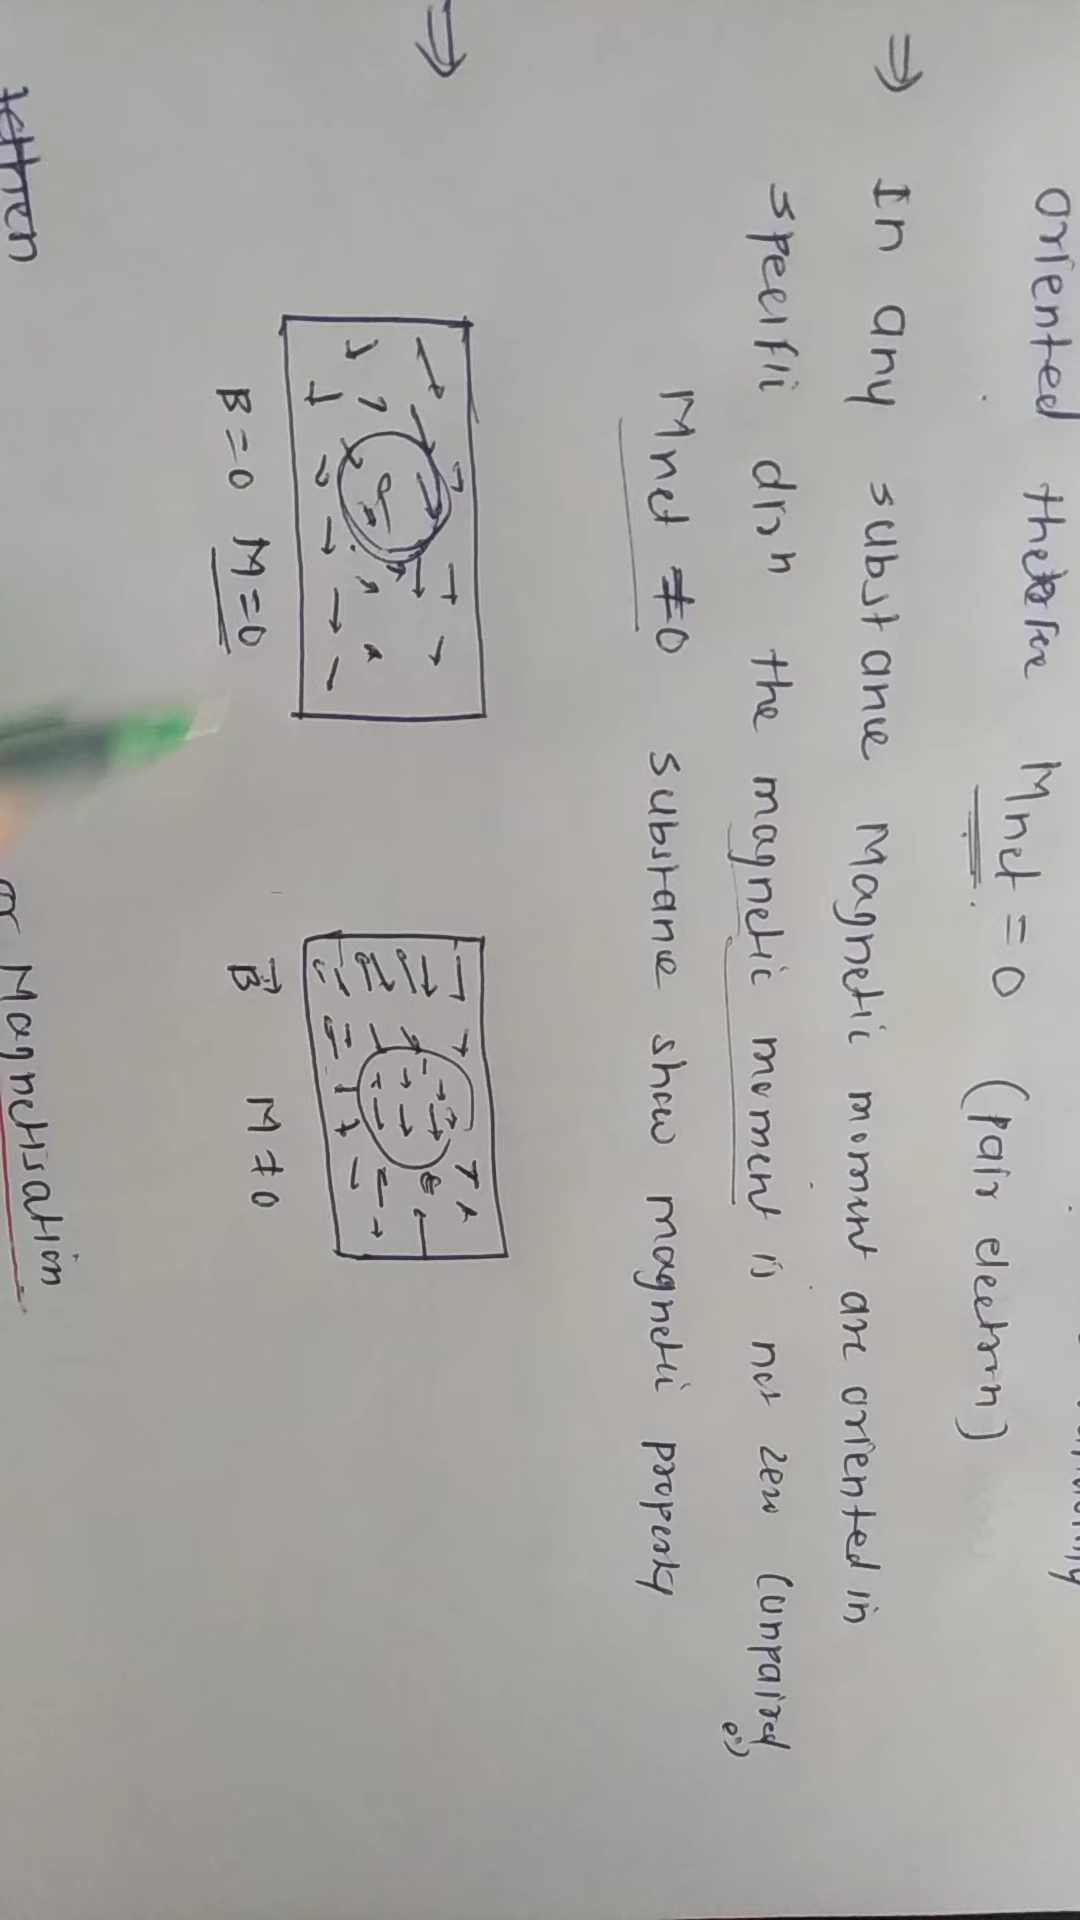 oriented therefore Mnet = 0 (pair electron)
⇒ In any substance Magnetic moment are oriented in
specific dirn the magnetic moment is not zero (unpaired e⁻)
Mnet ≠ 0 substance show magnetic property
⇒
B = 0 M = 0
B⃗ M ≠ 0
Magnetisation